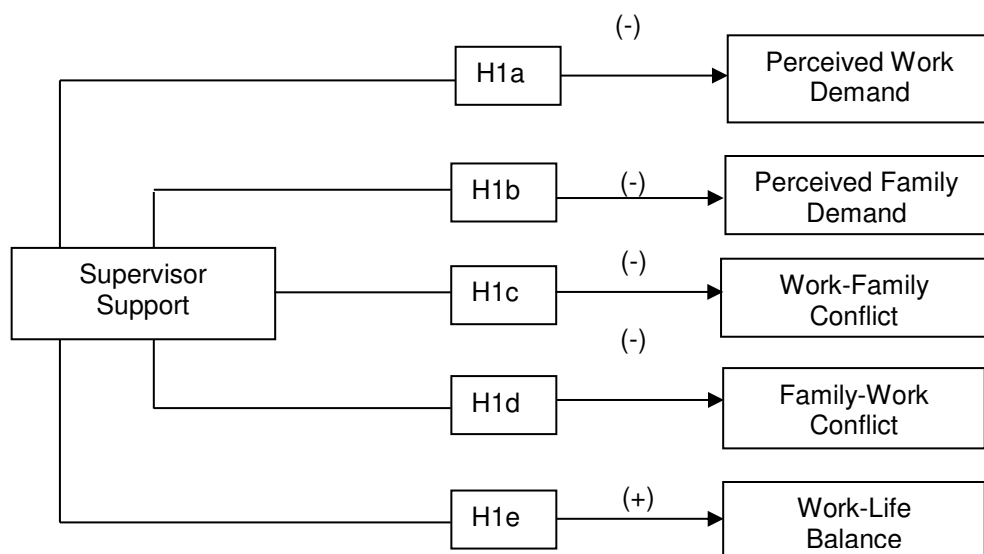 (-)
H1a
Perceived Work
Demand
H1b
(-)
Perceived Family
Demand
Supervisor
Support
H1c
(-)
Work-Family
Conflict
(-)
H1d
Family-Work
Conflict
H1e
(+)
Work-Life
Balance